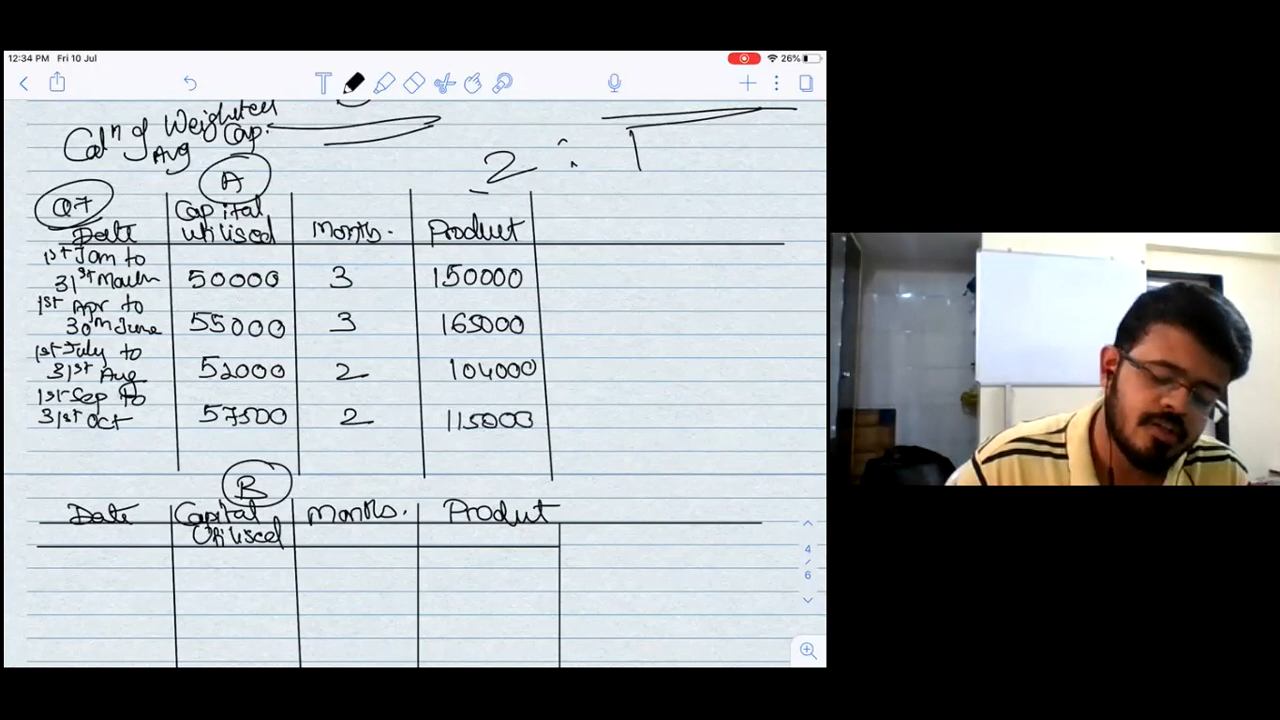 12:34 PM Fri 10 Jul
26%
T
Calⁿ of Weighted
Avg Cap.
2 : 1
A
Q7
Date Capital Utilised Months. Product
1st Jan to
31st March 50000 3 150000
1st Apr to
30th June 55000 3 165000
1st July to
31st Aug 52000 2 104000
1st Sep to
31st Oct 57500 2 115000
B
Date Capital Utilised Months. Product
4
/
6